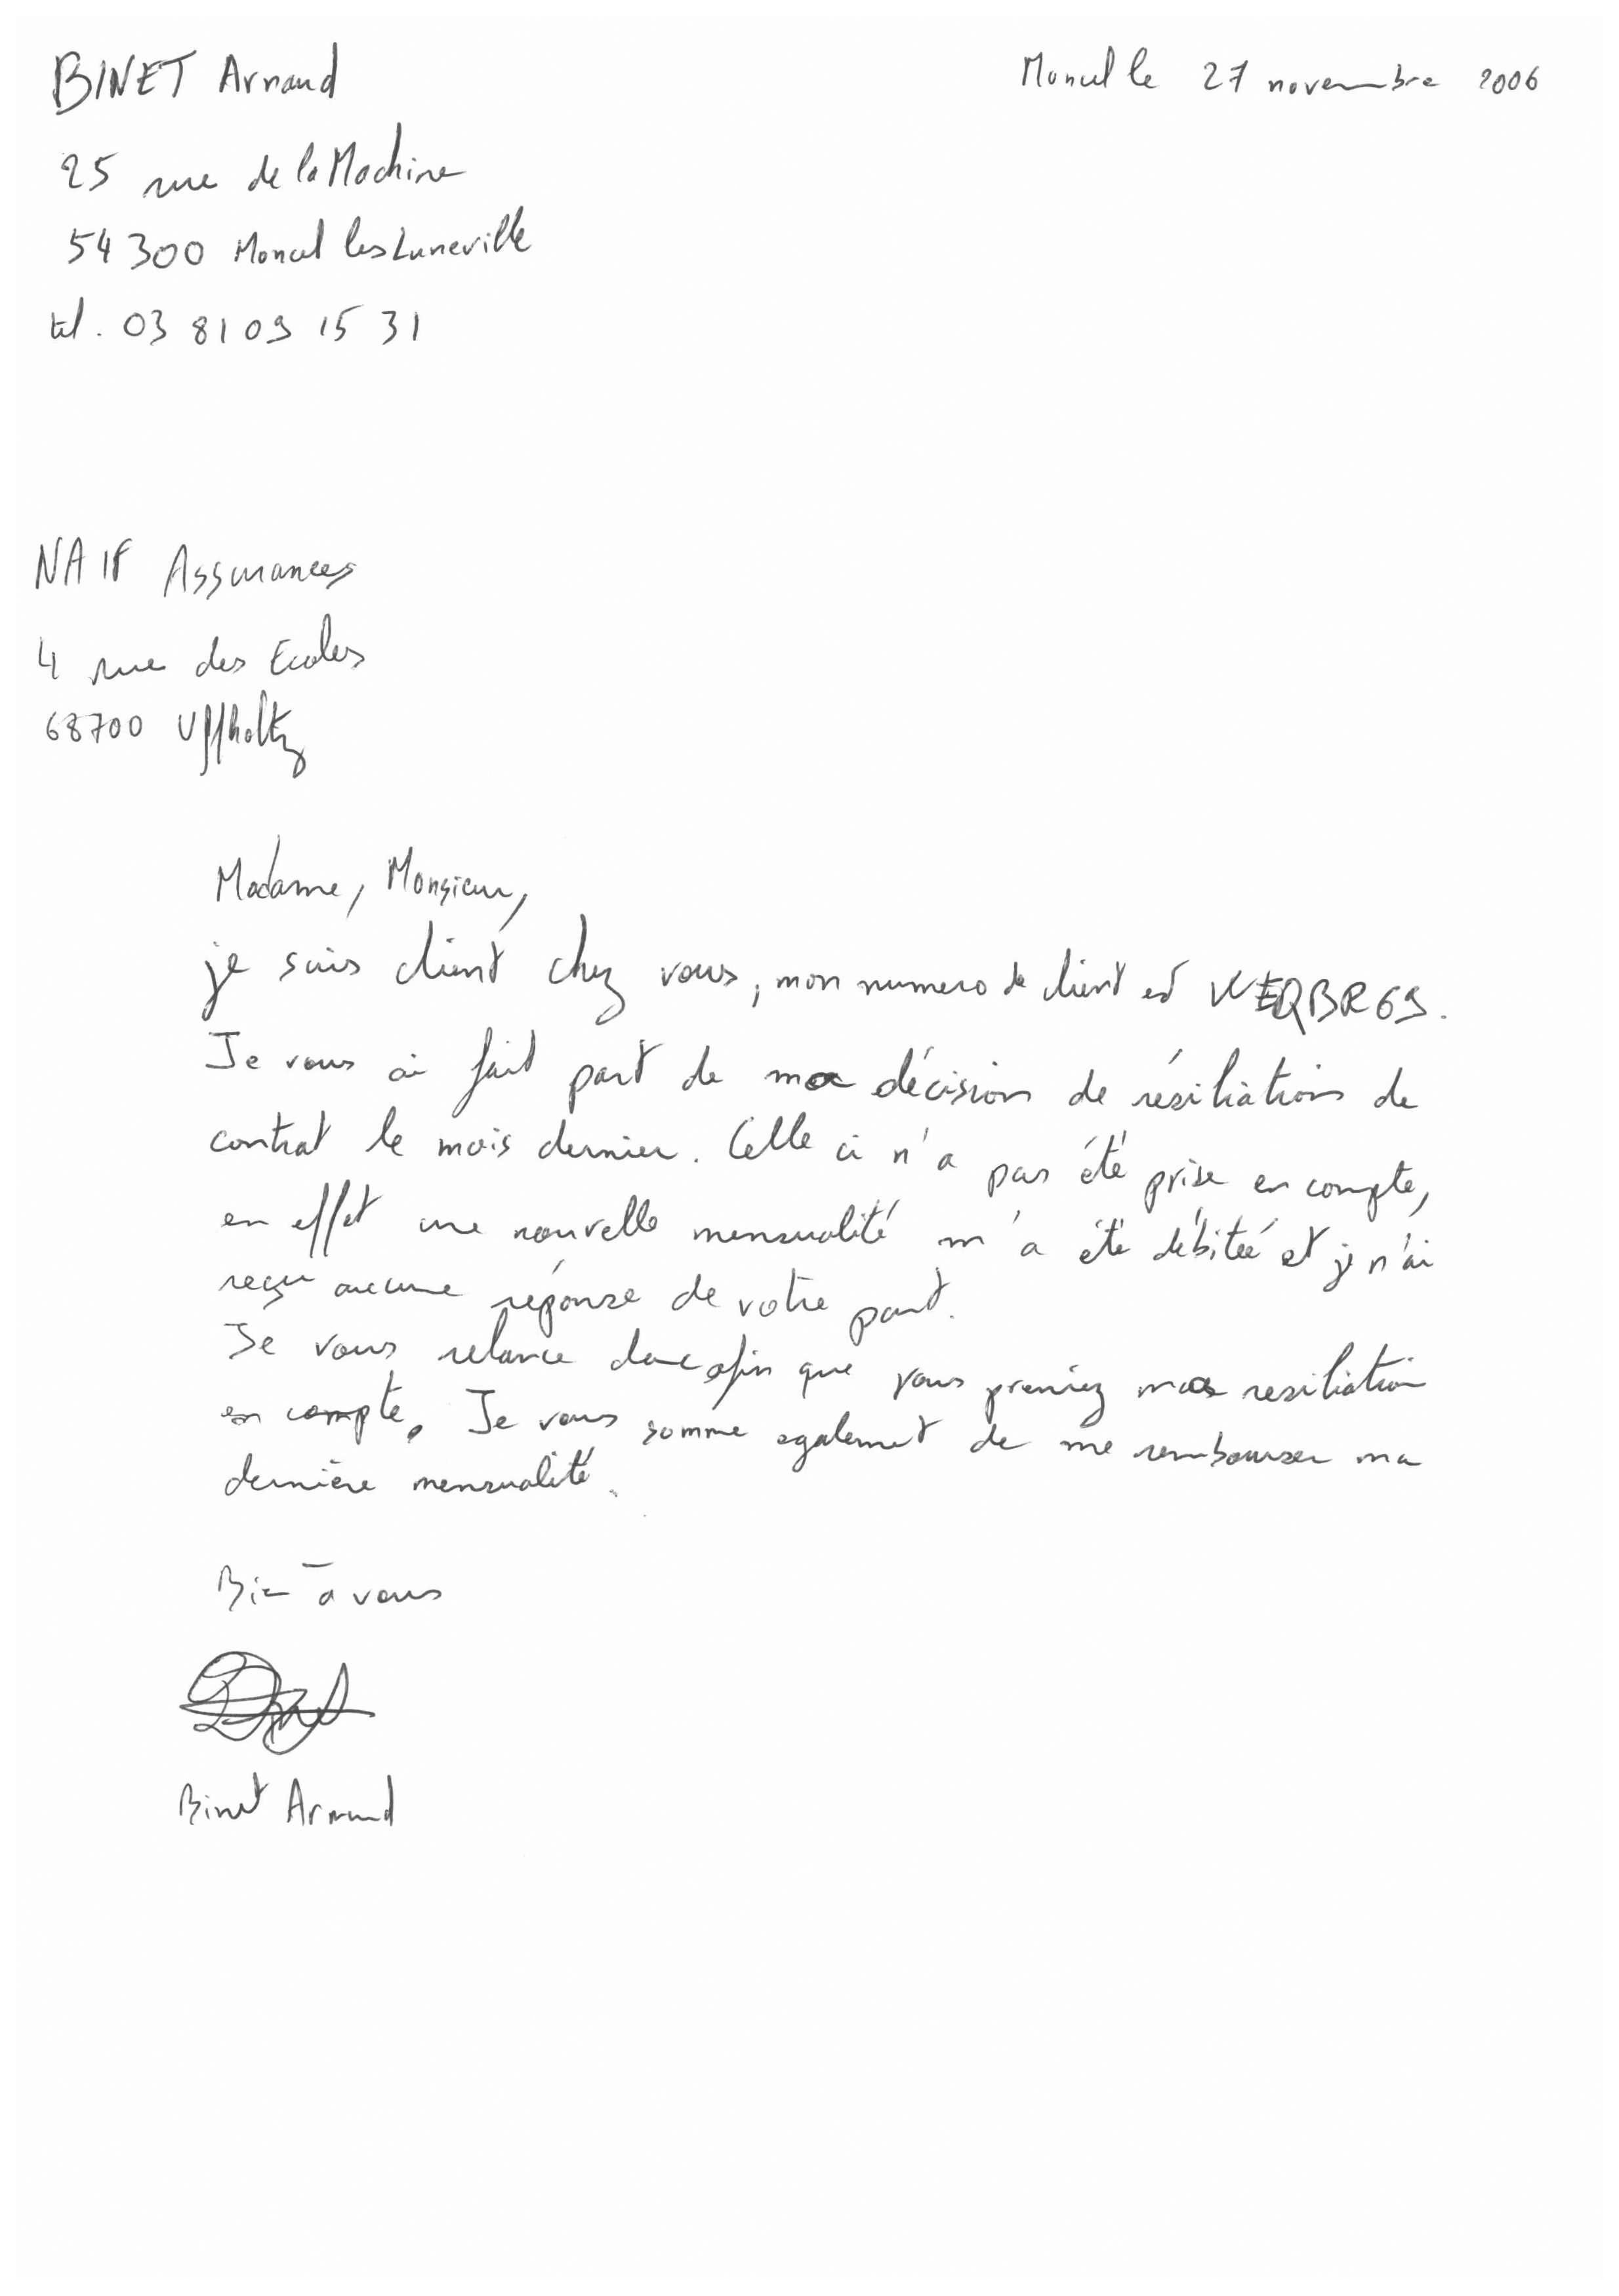 BINET Arnaud
Moncel le 27 novembre 2006
25 rue de la Machine
54300 Moncel les Luneville
tel. 03 81 09 15 31
NAIF Assurances
4 rue des Ecoles
68700 Uffholtz
Madame, Monsieur,
je suis client chez vous, mon numero de client est WEQBR69.
Je vous ai fait part de ma décision de résiliation de
contrat le mois dernier. Celle ci n'a pas été prise en compte,
en effet une nouvelle mensualité m'a été débitée et je n'ai
reçu aucune réponse de votre part.
Je vous relance donc afin que vous preniez ma resiliation
en compte. Je vous somme egalement de me rembourser ma
dernière mensualité.
Bien à vous
Binet Arnaud